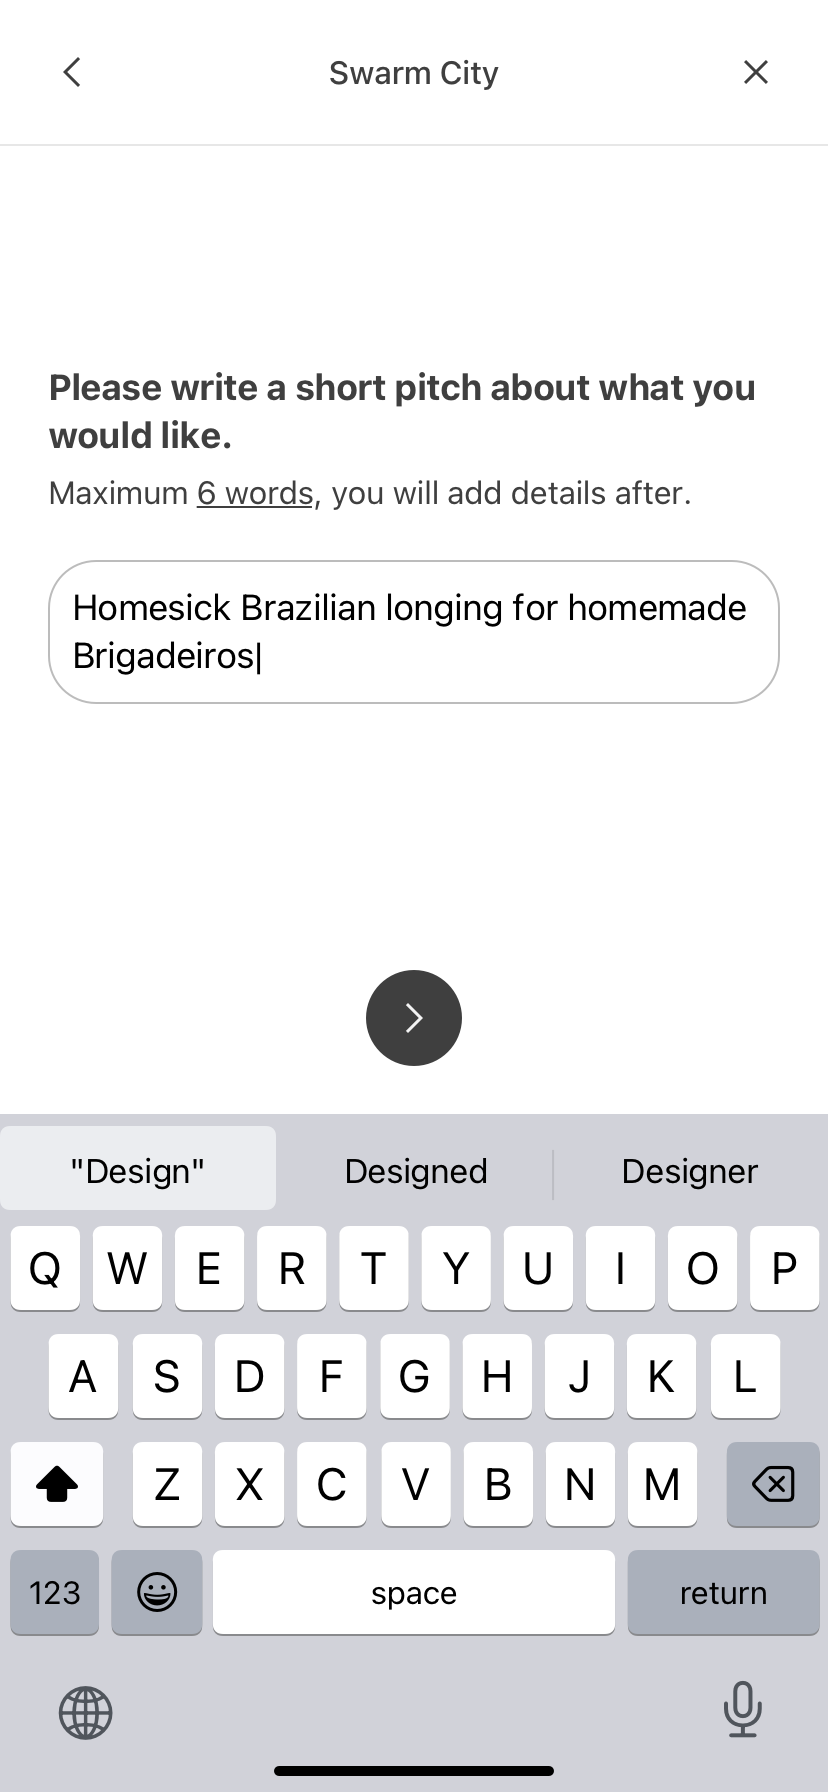 Swarm City
Please write a short pitch about what you
would like.
Maximum 6 words, you will add details after.
Homesick Brazilian longing for homemade
Brigadeiros
"Design" Designed Designer
Q W E R T Y U I O P
A S D F G H J K L
Z X C V B N M
123 space return